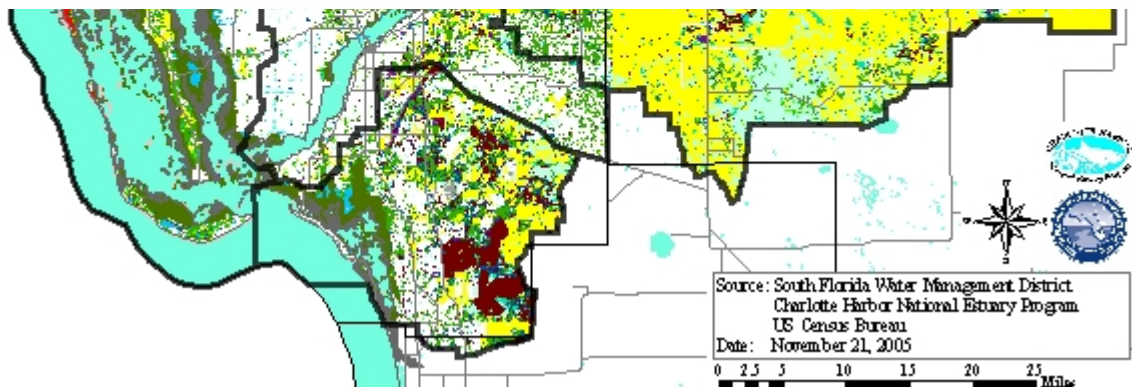 Source: South Florida Water Management District
Charlotte Harbor National Estuary Program
US Census Bureau
Date: November 21, 2005
0 2.5 5 10 15 20 25
Miles